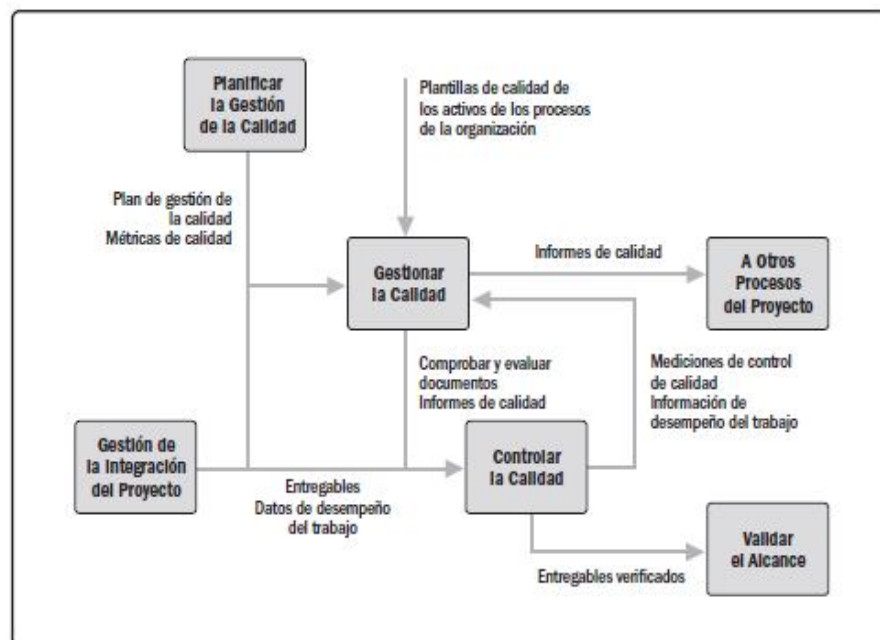 Planificar
la Gestión
de la Calidad
Plantillas de calidad de
los activos de los procesos
de la organización
Plan de gestión de
la calidad
Métricas de calidad
Gestionar
la Calidad
Informes de calidad
A Otros
Procesos
del Proyecto
Comprobar y evaluar
documentos
Informes de calidad
Mediciones de control
de calidad
Información de
desempeño del trabajo
Gestión de
la Integración
del Proyecto
Entregables
Datos de desempeño
del trabajo
Controlar
la Calidad
Entregables verificados
Validar
el Alcance